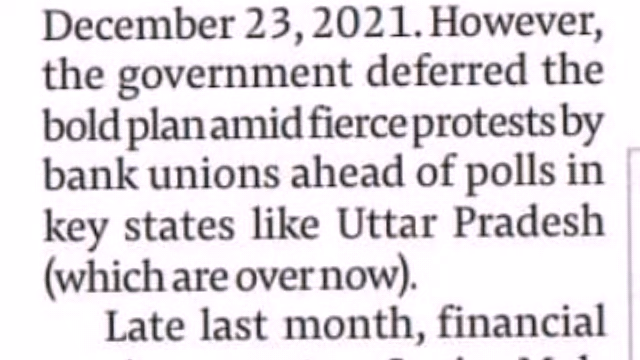 December 23, 2021. However,
the government deferred the
bold plan amid fierce protests by
bank unions ahead of polls in
key states like Uttar Pradesh
(which are over now).
Late last month, financial